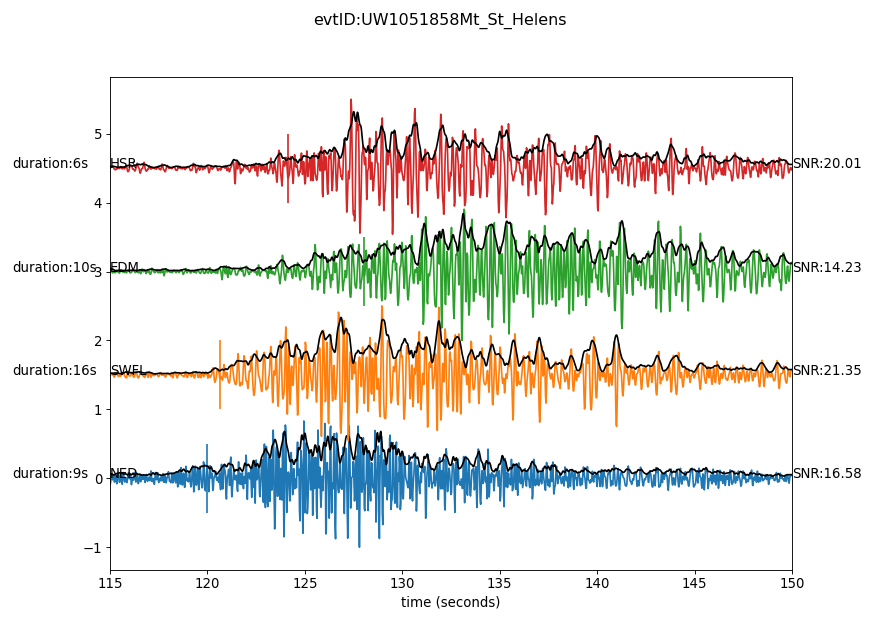 evtID:UW1051858Mt_St_Helens
5
duration:6s HSR SNR:20.01
4
duration:10s 3 EDM SNR:14.23
2
duration:16s SWFL SNR:21.35
1
duration:9s 0 NED SNR:16.58
−1
115 120 125 130 135 140 145 150
time (seconds)